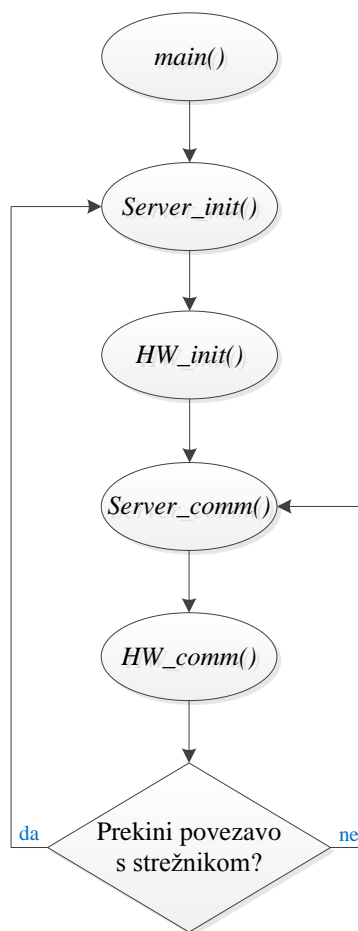 main()
Server_init()
HW_init()
Server_comm()
HW_comm()
Prekini povezavo
s strežnikom?
da
ne